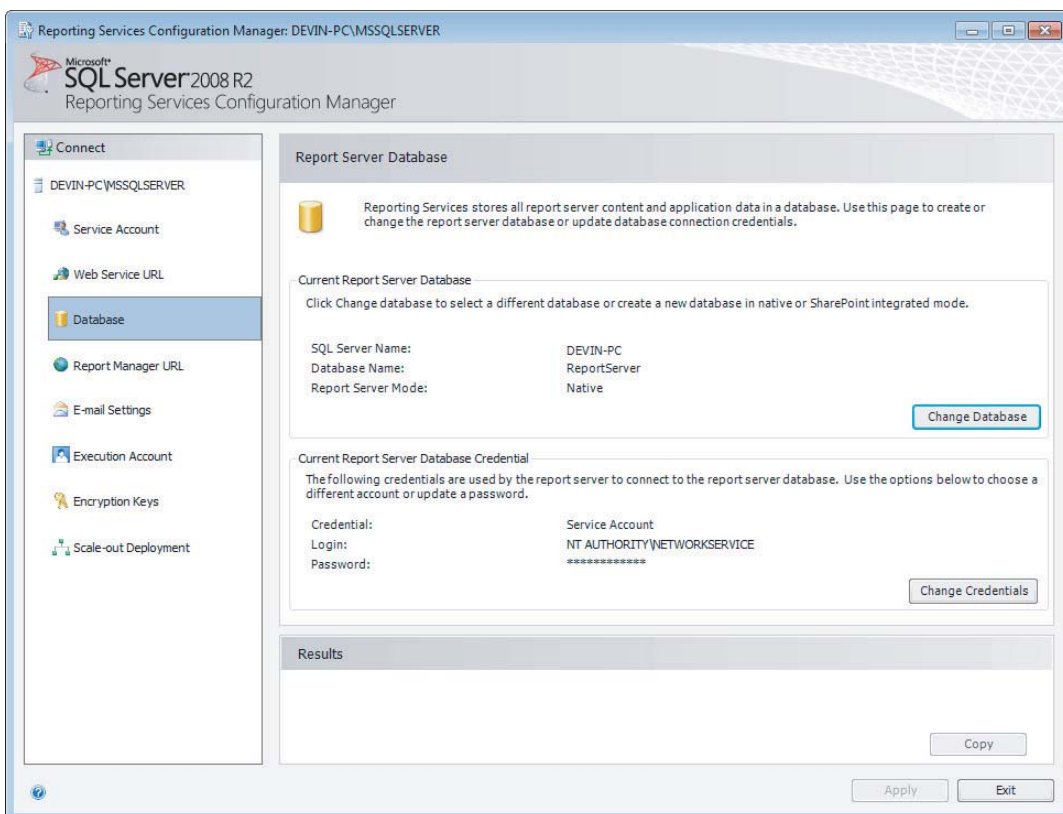 Reporting Services Configuration Manager: DEVIN-PC\MSSQLSERVER
Microsoft
SQL Server 2008 R2
Reporting Services Configuration Manager
Connect
DEVIN-PC\MSSQLSERVER
Service Account
Web Service URL
Database
Report Manager URL
E-mail Settings
Execution Account
Encryption Keys
Scale-out Deployment
Report Server Database
Reporting Services stores all report server content and application data in a database. Use this page to create or
change the report server database or update database connection credentials.
Current Report Server Database
Click Change database to select a different database or create a new database in native or SharePoint integrated mode.
SQL Server Name: DEVIN-PC
Database Name: ReportServer
Report Server Mode: Native
Change Database
Current Report Server Database Credential
The following credentials are used by the report server to connect to the report server database. Use the options below to choose a
different account or update a password.
Credential: Service Account
Login: NT AUTHORITY\NETWORKSERVICE
Password: ************
Change Credentials
Results
Copy
Apply Exit